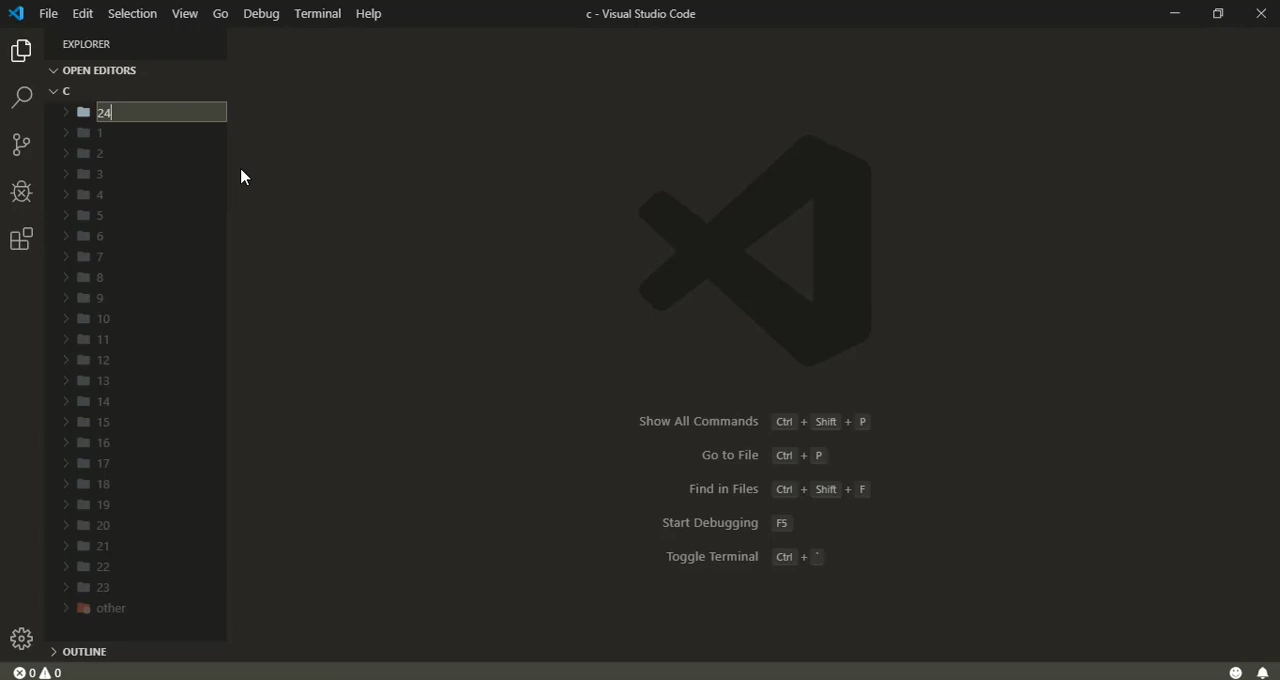 File Edit Selection View Go Debug Terminal Help c - Visual Studio Code
EXPLORER
OPEN EDITORS
C
24
1
2
3
4
5
6
7
8
9
10
11
12
13
14
15
16
17
18
19
20
21
22
23
other
OUTLINE
Show All Commands Ctrl + Shift + P
Go to File Ctrl + P
Find in Files Ctrl + Shift + F
Start Debugging F5
Toggle Terminal Ctrl + `
0 0